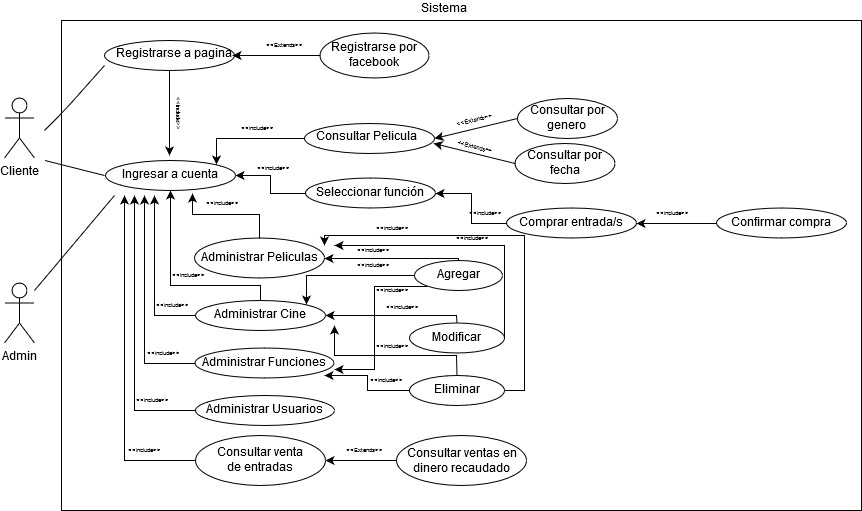 Sistema
Registrarse a pagina
<<Extends>>
Registrarse por
facebook
<<include>>
Cliente
Consultar Pelicula
<<include>>
<<Extends>>
Consultar por
genero
<<Extends>>
Consultar por
fecha
Ingresar a cuenta
<<include>>
Seleccionar función
<<include>>
Comprar entrada/s
<<include>>
Confirmar compra
<<include>>
Administrar Peliculas
<<include>>
<<include>>
<<include>>
<<include>>
Agregar
<<include>>
<<include>>
Administrar Cine
<<include>>
<<include>>
<<include>>
Modificar
Admin
Administrar Funciones
<<include>>
<<include>>
<<include>>
Eliminar
<<include>>
Administrar Usuarios
<<include>>
Consultar venta
de entradas
<<Extends>>
Consultar ventas en
dinero recaudado